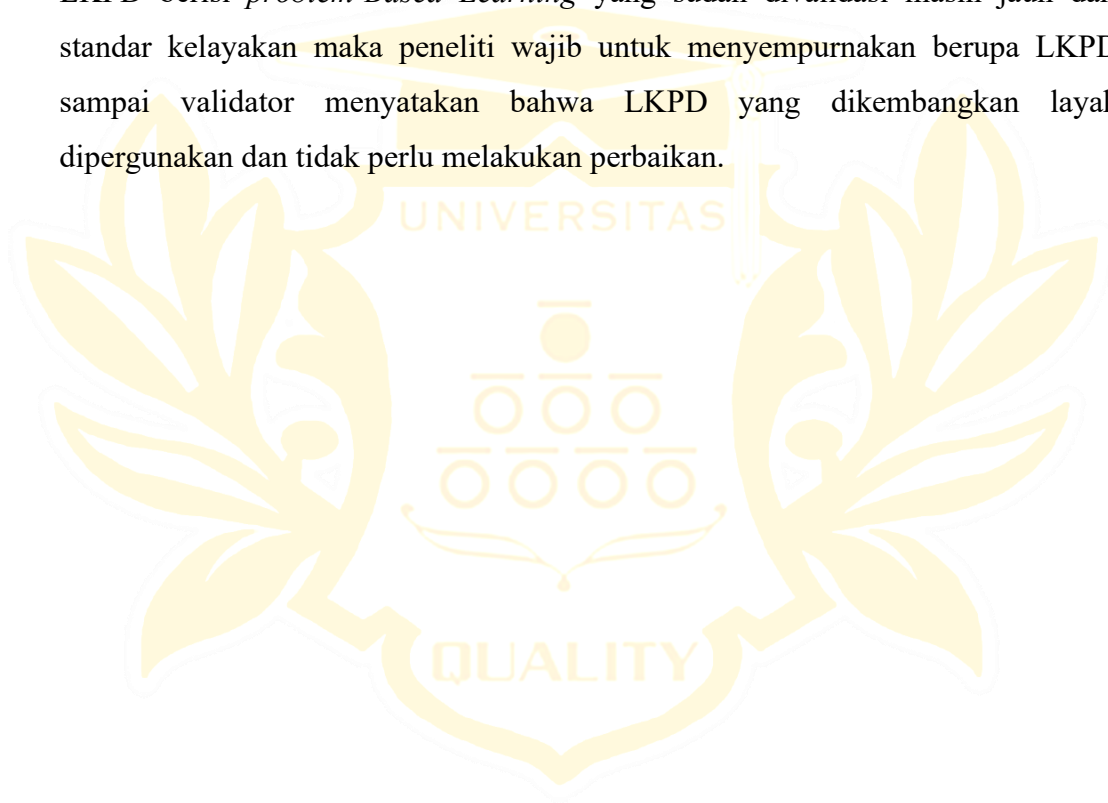 LKPD berisi problem Based Learning yang sudah divalidasi masih jauh dari
standar kelayakan maka peneliti wajib untuk menyempurnakan berupa LKPD
sampai validator menyatakan bahwa LKPD yang dikembangkan layak
dipergunakan dan tidak perlu melakukan perbaikan.
UNIVERSITAS
QUALITY